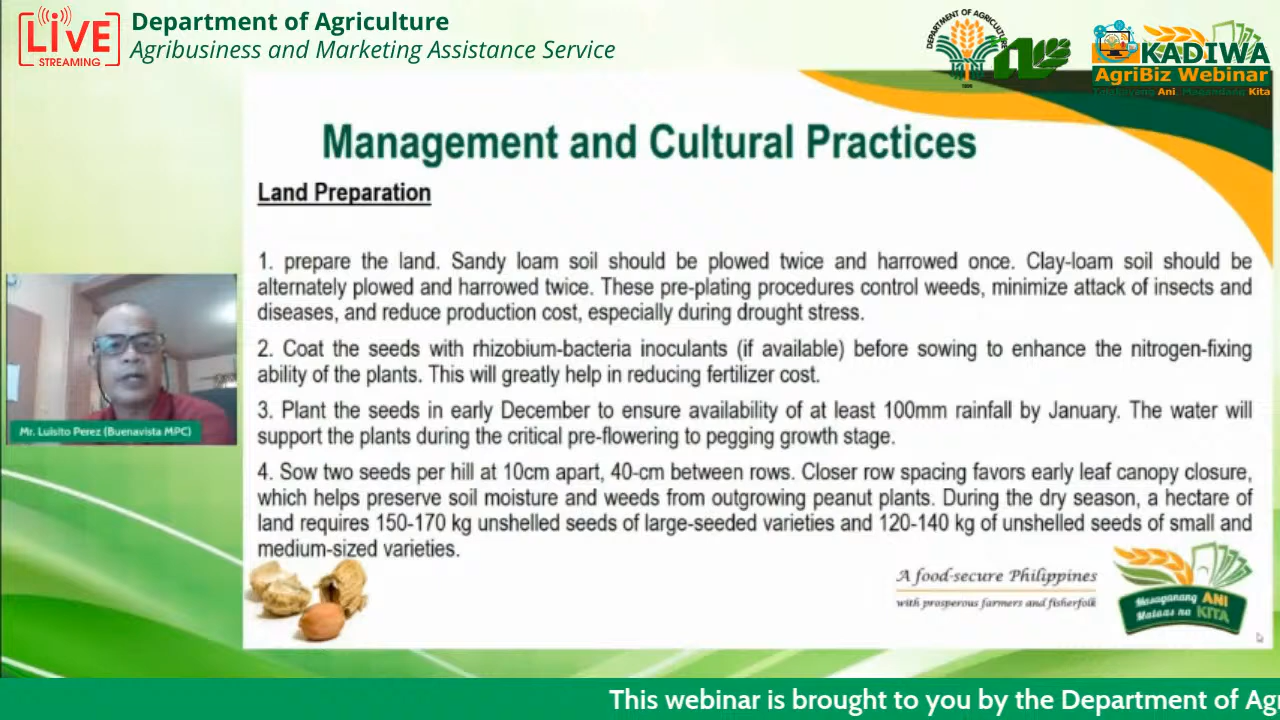 LIVE
STREAMING
Department of Agriculture
Agribusiness and Marketing Assistance Service
DEPARTMENT OF AGRICULTURE
KADIWA
AgriBiz Webinar
Ani, Kita
Management and Cultural Practices
Land Preparation
1. prepare the land. Sandy loam soil should be plowed twice and harrowed once. Clay-loam soil should be
alternately plowed and harrowed twice. These pre-plating procedures control weeds, minimize attack of insects and
diseases, and reduce production cost, especially during drought stress.
2. Coat the seeds with rhizobium-bacteria inoculants (if available) before sowing to enhance the nitrogen-fixing
ability of the plants. This will greatly help in reducing fertilizer cost.
3. Plant the seeds in early December to ensure availability of at least 100mm rainfall by January. The water will
support the plants during the critical pre-flowering to pegging growth stage.
4. Sow two seeds per hill at 10cm apart, 40-cm between rows. Closer row spacing favors early leaf canopy closure,
which helps preserve soil moisture and weeds from outgrowing peanut plants. During the dry season, a hectare of
land requires 150-170 kg unshelled seeds of large-seeded varieties and 120-140 kg of unshelled seeds of small and
medium-sized varieties.
Mr. Luisito Perez (Buenavista MPC)
A food-secure Philippines
with prosperous farmers and fisherfolk
Masaganang ANI
Mataas na KITA
This webinar is brought to you by the Department of Agr